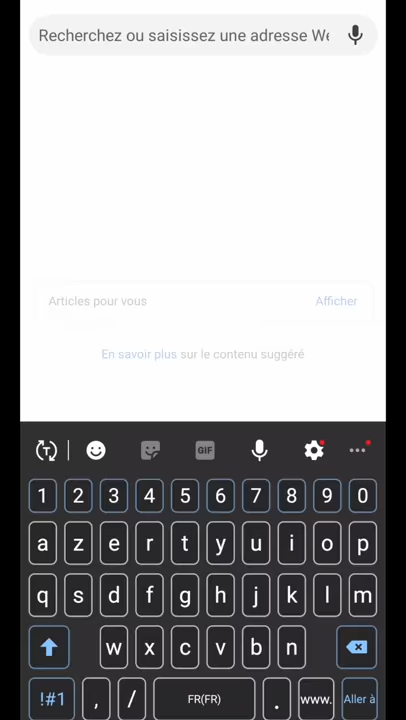 Recherchez ou saisissez une adresse We
Articles pour vous
Afficher
En savoir plus sur le contenu suggéré
T
GIF
1 2 3 4 5 6 7 8 9 0
a z e r t y u i o p
q s d f g h j k l m
w x c v b n
!#1 , / FR(FR) . www. Aller à